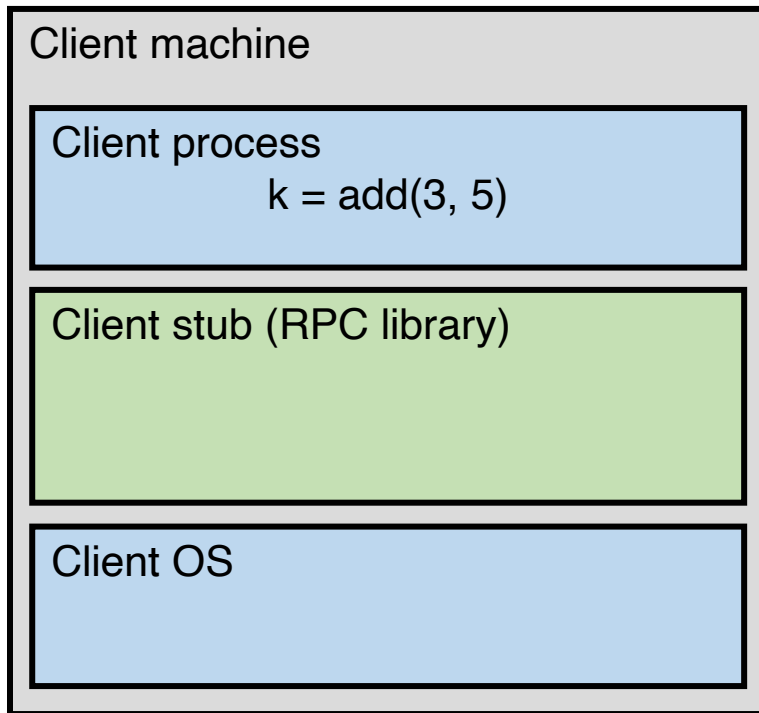 Client machine
Client process
k = add(3, 5)
Client stub (RPC library)
Client OS